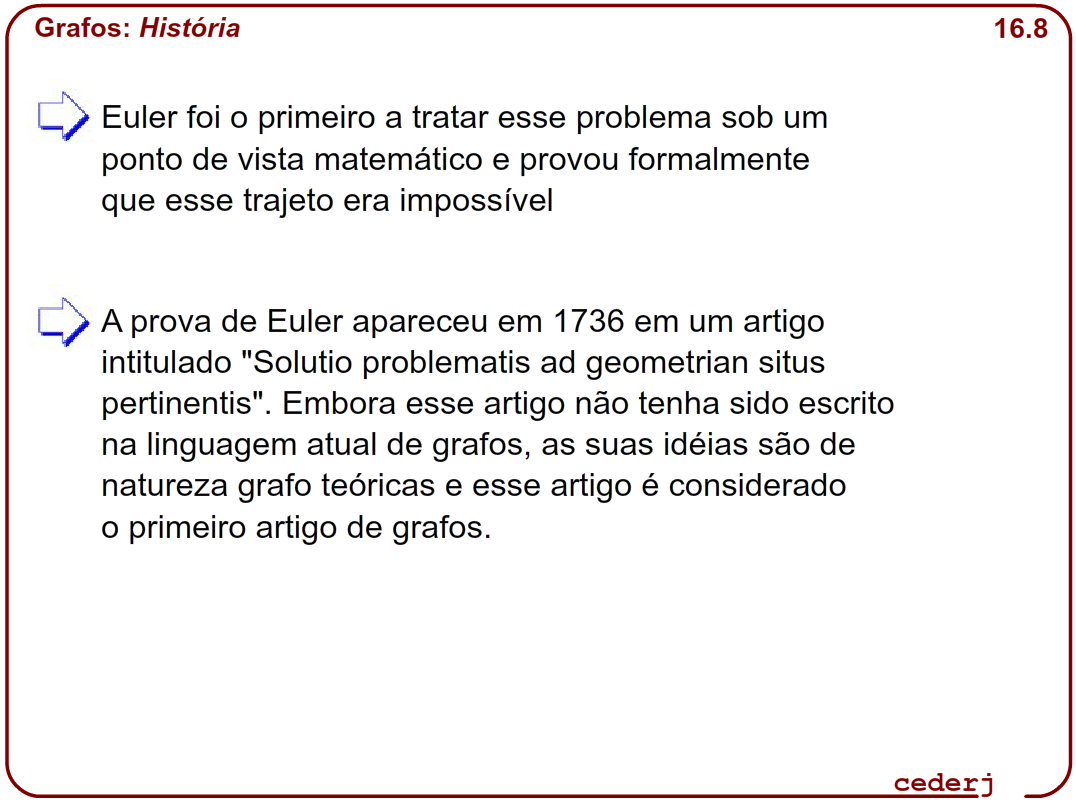 Grafos: História
16.8
Euler foi o primeiro a tratar esse problema sob um
ponto de vista matemático e provou formalmente
que esse trajeto era impossível
A prova de Euler apareceu em 1736 em um artigo
intitulado "Solutio problematis ad geometrian situs
pertinentis". Embora esse artigo não tenha sido escrito
na linguagem atual de grafos, as suas idéias são de
natureza grafo teóricas e esse artigo é considerado
o primeiro artigo de grafos.
cederj